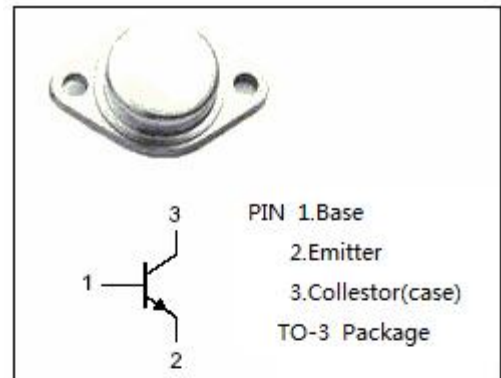 3
1
2
PIN 1.Base
2.Emitter
3.Collestor(case)
TO-3 Package